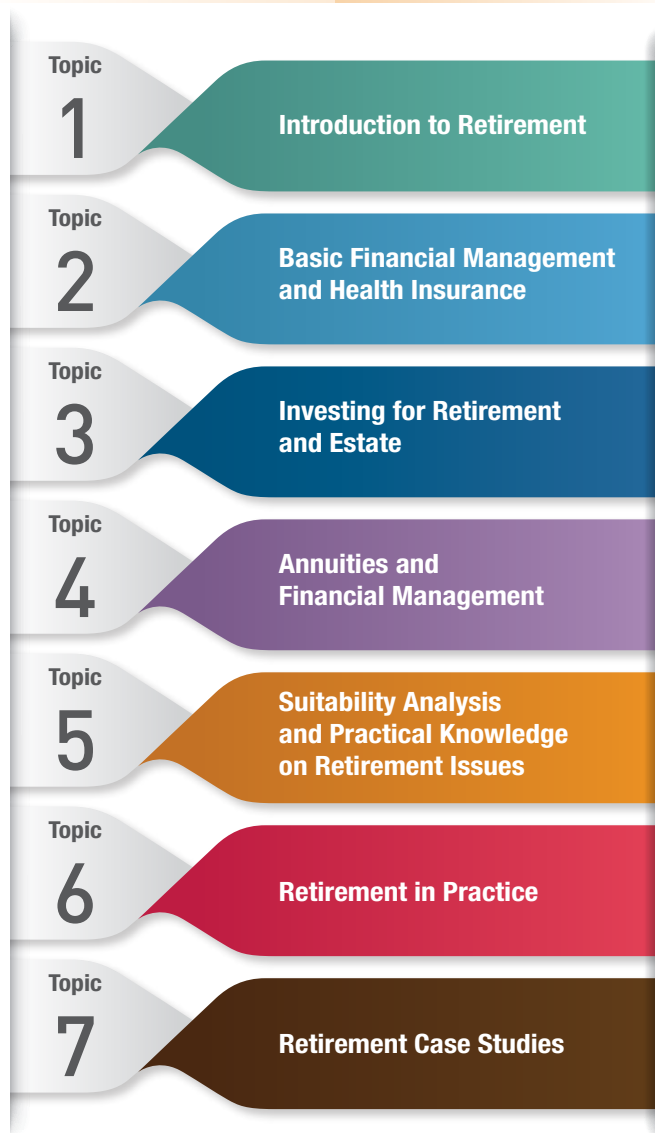 Topic
1
Introduction to Retirement
Topic
2
Basic Financial Management
and Health Insurance
Topic
3
Investing for Retirement
and Estate
Topic
4
Annuities and
Financial Management
Topic
5
Suitability Analysis
and Practical Knowledge
on Retirement Issues
Topic
6
Retirement in Practice
Topic
7
Retirement Case Studies